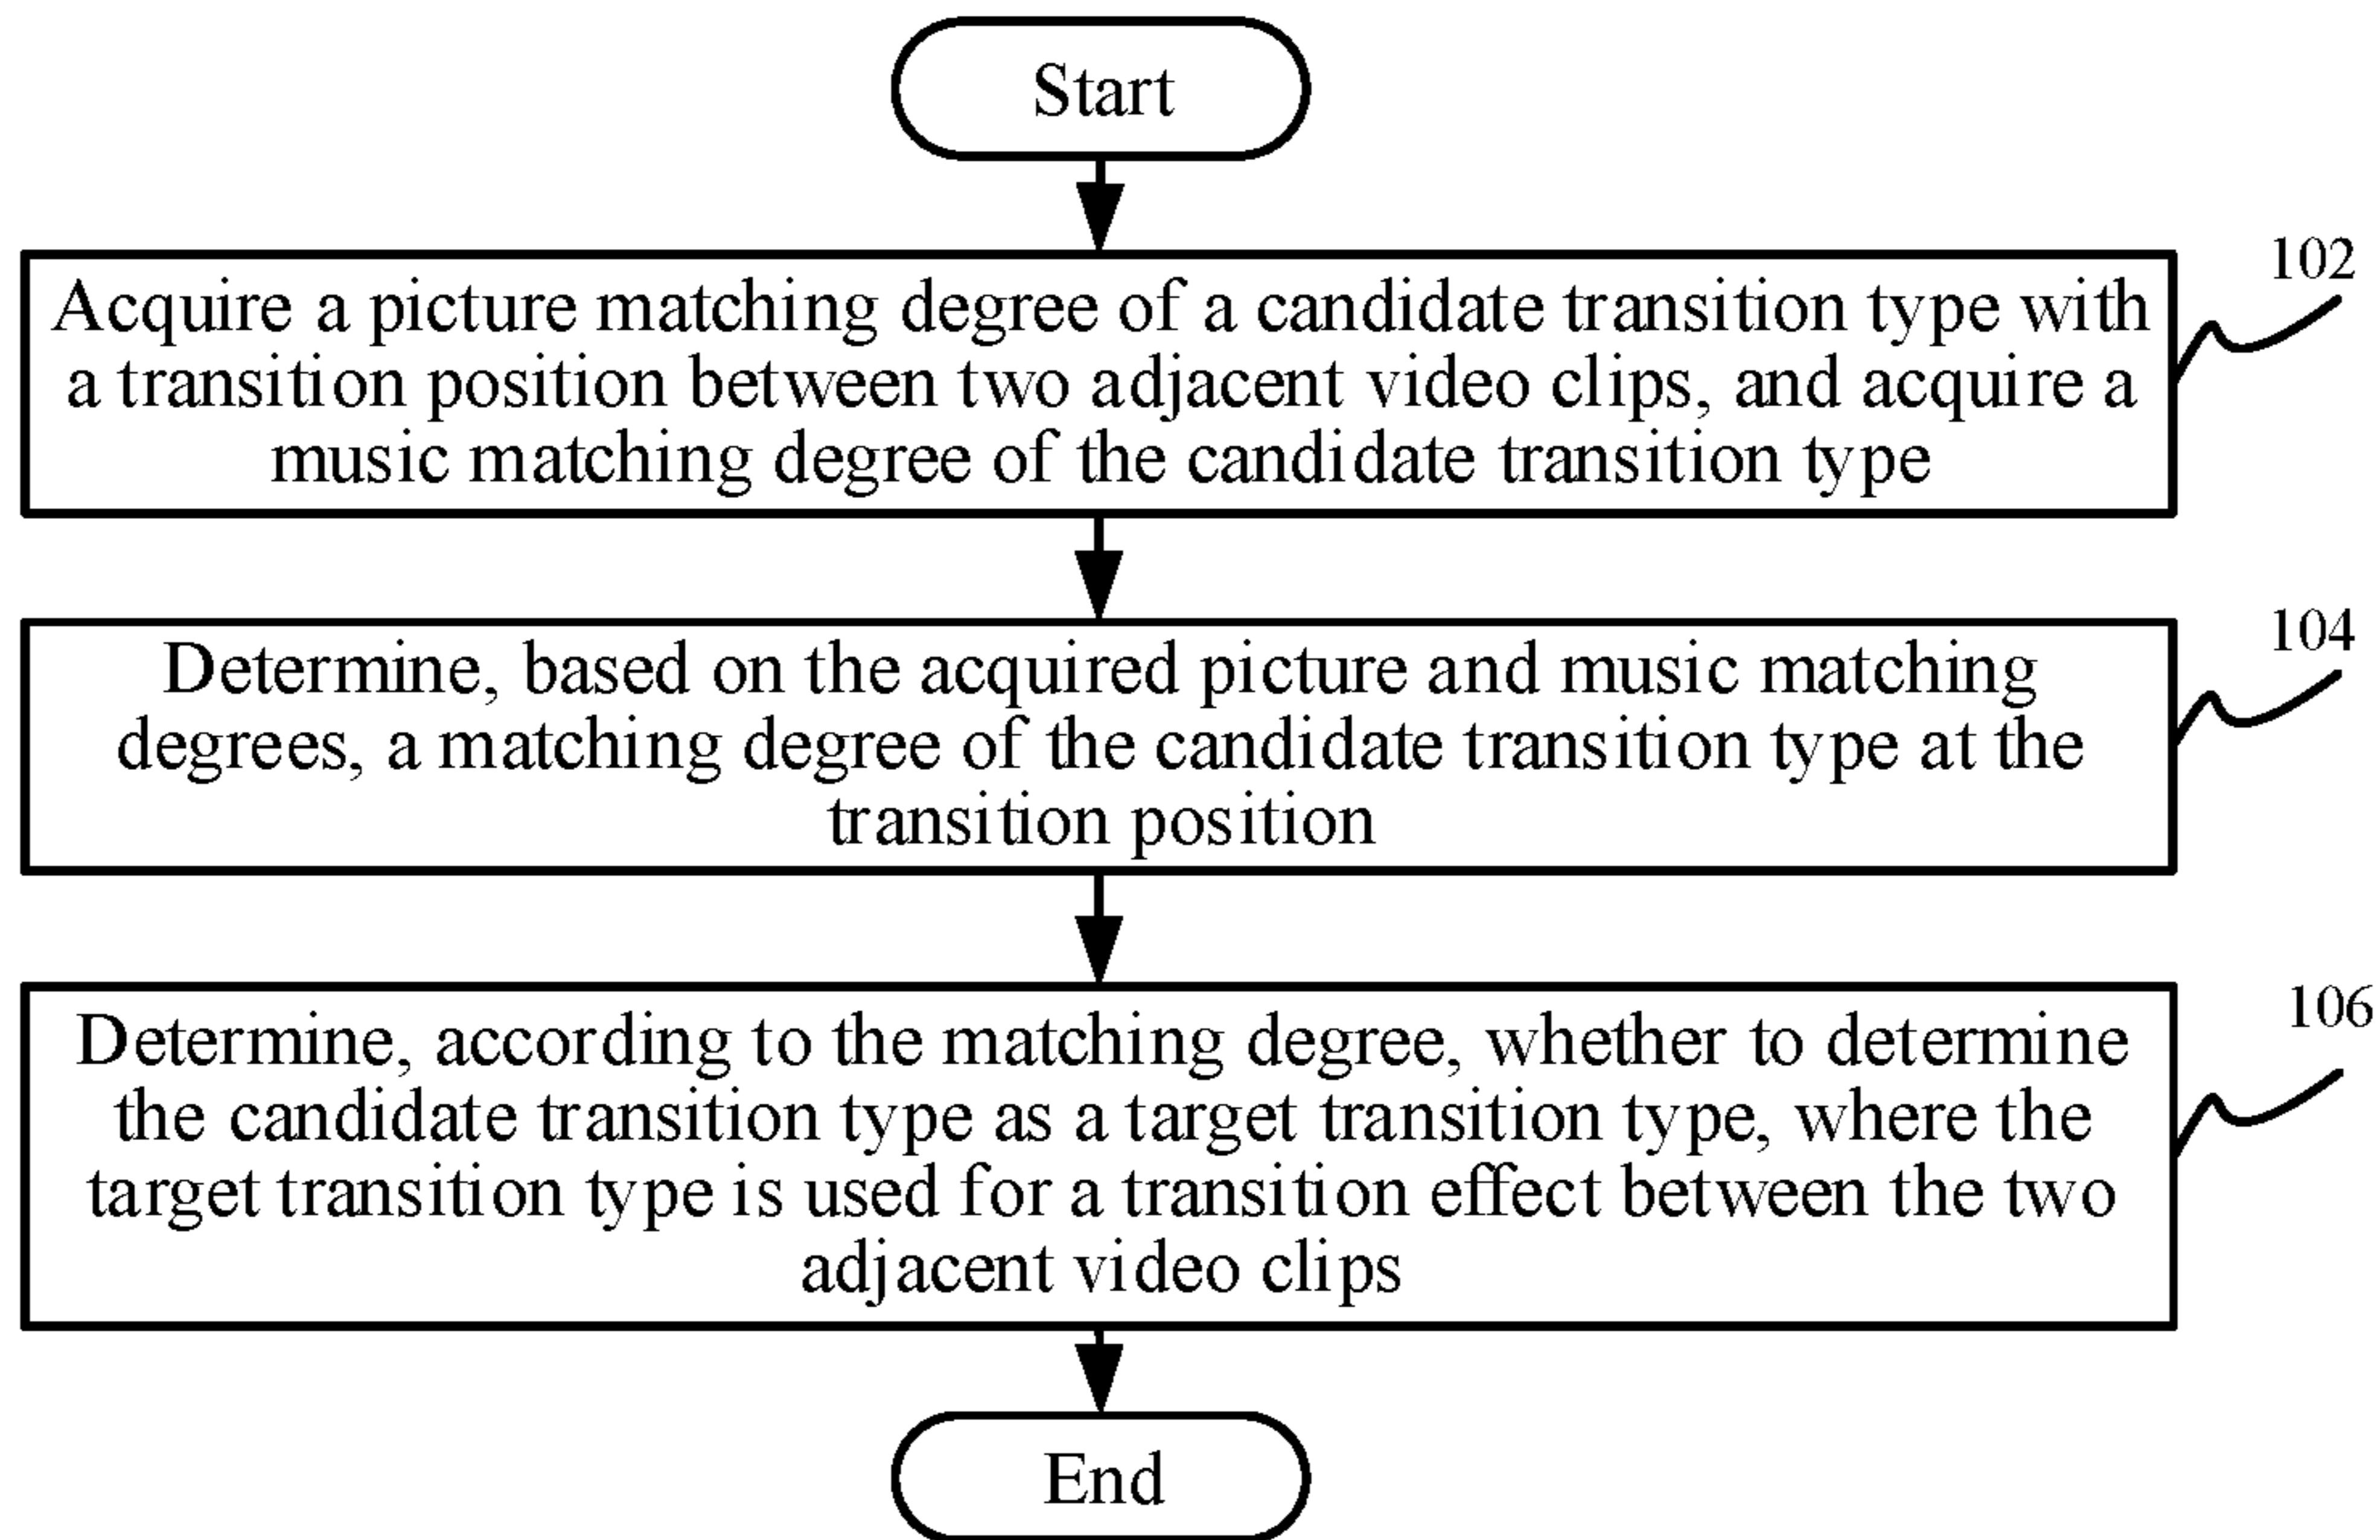 Start
102
Acquire a picture matching degree of a candidate transition type with
a transition position between two adjacent video clips, and acquire a
music matching degree of the candidate transition type
104
Determine, based on the acquired picture and music matching
degrees, a matching degree of the candidate transition type at the
transition position
106
Determine, according to the matching degree, whether to determine
the candidate transition type as a target transition type, where the
target transition type is used for a transition effect between the two
adjacent video clips
End